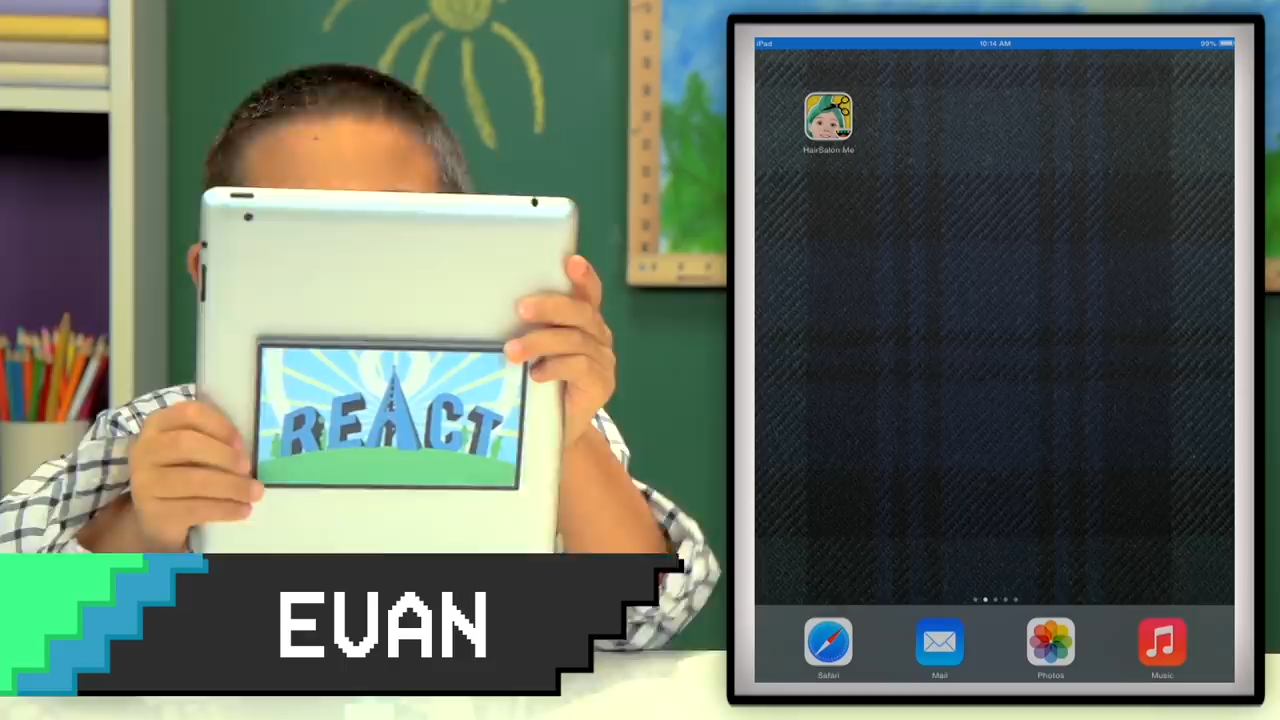 REACT
EVAN
iPad 10:14 AM 99%
HairSalon Me
Safari Mail Photos Music